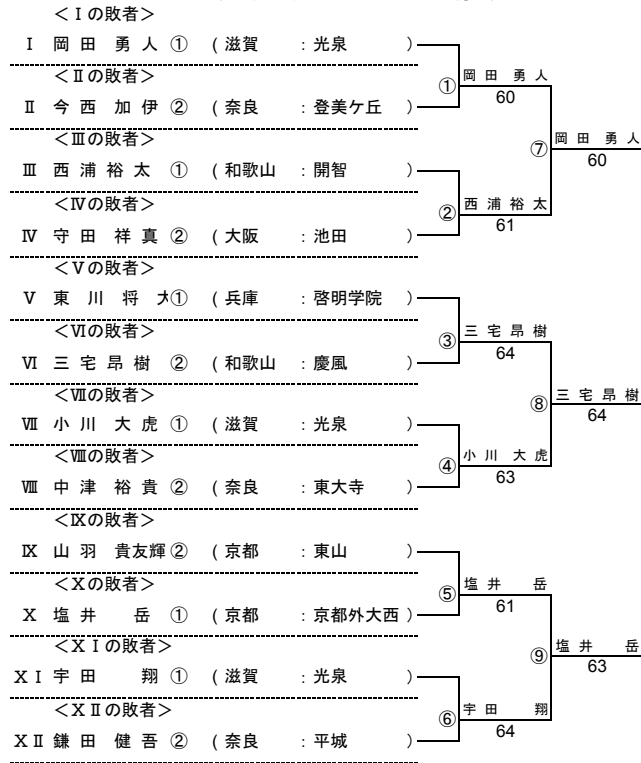 ＜Ⅰの敗者＞
Ⅰ 岡田 勇人 ① (滋賀 : 光泉 )
① 岡田 勇人
60
＜Ⅱの敗者＞
Ⅱ 今西 加伊 ② (奈良 : 登美ケ丘 )
⑦ 岡田 勇人
60
＜Ⅲの敗者＞
Ⅲ 西浦裕太 ① (和歌山 : 開智 )
② 西浦裕太
61
＜Ⅳの敗者＞
Ⅳ 守田 祥真 ② (大阪 : 池田 )
＜Ⅴの敗者＞
Ⅴ 東川 将大① (兵庫 : 啓明学院 )
③ 三宅昂樹
64
＜Ⅵの敗者＞
Ⅵ 三宅昂樹 ② (和歌山 : 慶風 )
⑧ 三宅昂樹
64
＜Ⅶの敗者＞
Ⅶ 小川 大虎 ① (滋賀 : 光泉 )
④ 小川 大虎
63
＜Ⅷの敗者＞
Ⅷ 中津 裕貴 ② (奈良 : 東大寺 )
＜Ⅸの敗者＞
Ⅸ 山羽 貴友輝 ② (京都 : 東山 )
⑤ 塩井 岳
61
＜Ⅹの敗者＞
Ⅹ 塩井 岳 ① (京都 : 京都外大西 )
⑨ 塩井 岳
63
＜ⅩⅠの敗者＞
ⅩⅠ 宇田 翔 ① (滋賀 : 光泉 )
⑥ 宇田 翔
64
＜ⅩⅡの敗者＞
ⅩⅡ 鎌田 健吾 ② (奈良 : 平城 )